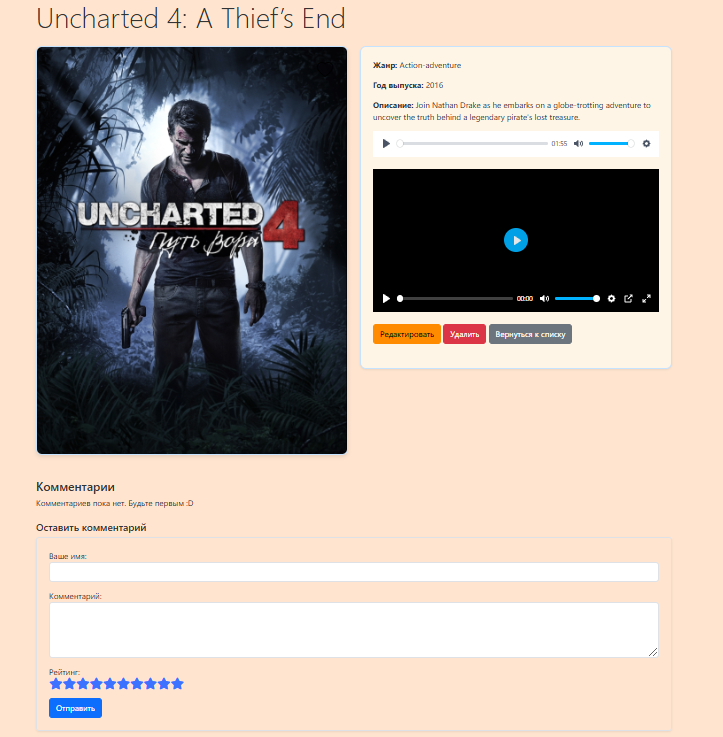 Uncharted 4: A Thief’s End
UNCHARTED 4
Путь вора
Жанр: Action-adventure
Год выпуска: 2016
Описание: Join Nathan Drake as he embarks on a globe-trotting adventure to
uncover the truth behind a legendary pirate's lost treasure.
01:55
00:00
Редактировать Удалить Вернуться к списку
Комментарии
Комментариев пока нет. Будьте первым :D
Оставить комментарий
Ваше имя:
Комментарий:
Рейтинг:
Отправить